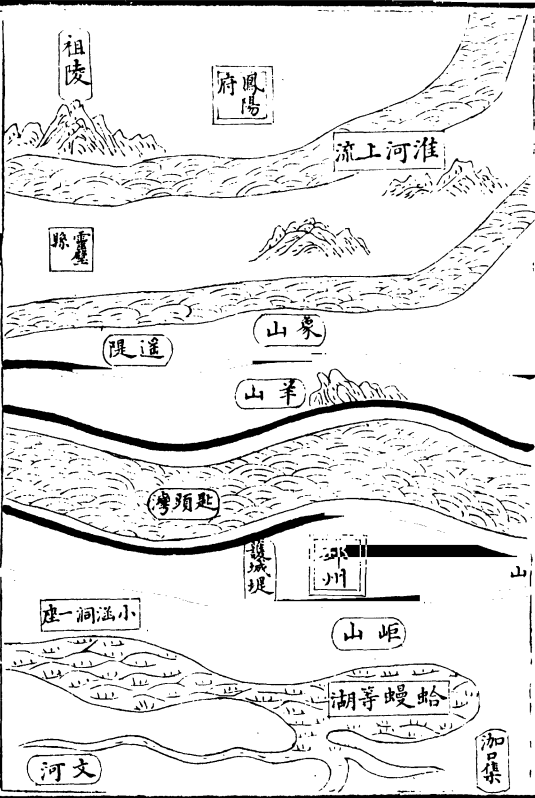 祖陵
鳳陽府
淮河上流
靈璧縣
象山
遥隄
羊山
匙頭灣
護城堤
邳州
山
小涵洞一座
岠山
蛤蟃等湖
泇口集
文河